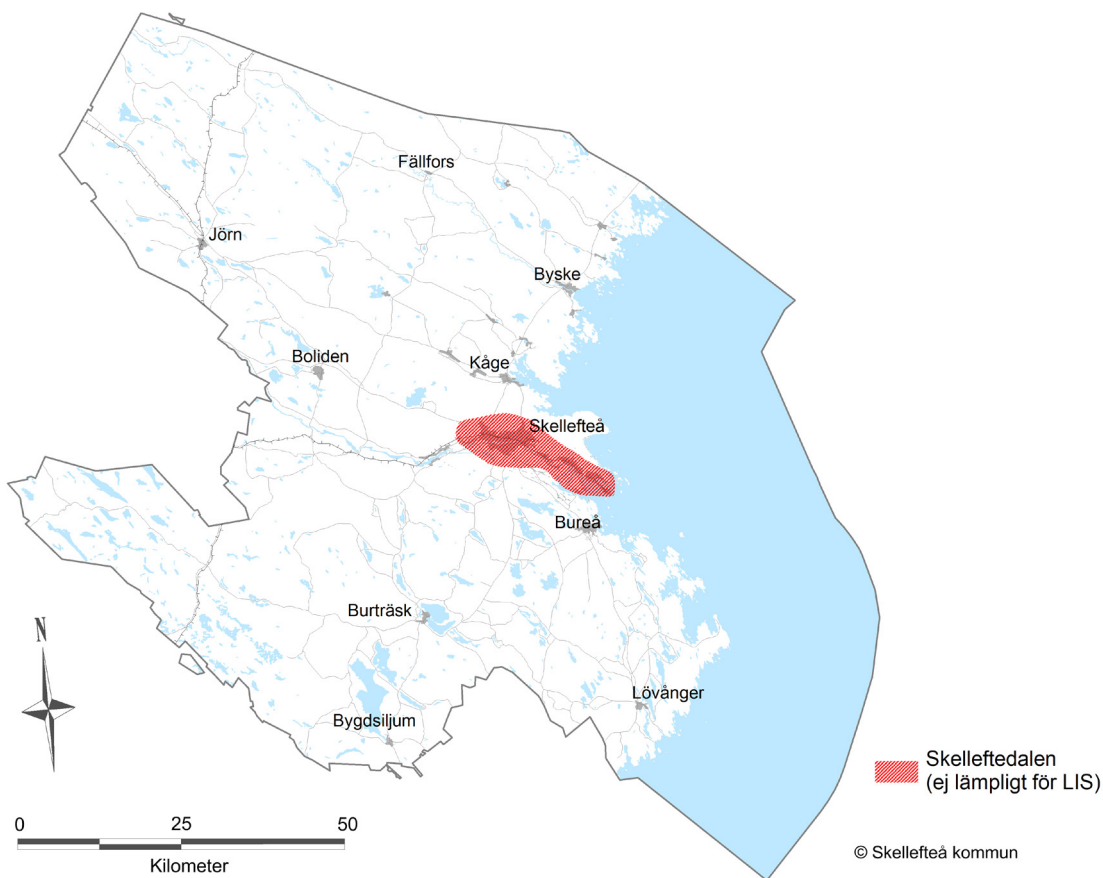 Fällfors
Jörn
Byske
Boliden
Kåge
Skellefteå
Bureå
Burträsk
N
Lövånger
Bygdsiljum
Skelleftedalen
(ej lämpligt för LIS)
0 25 50
Kilometer
© Skellefteå kommun